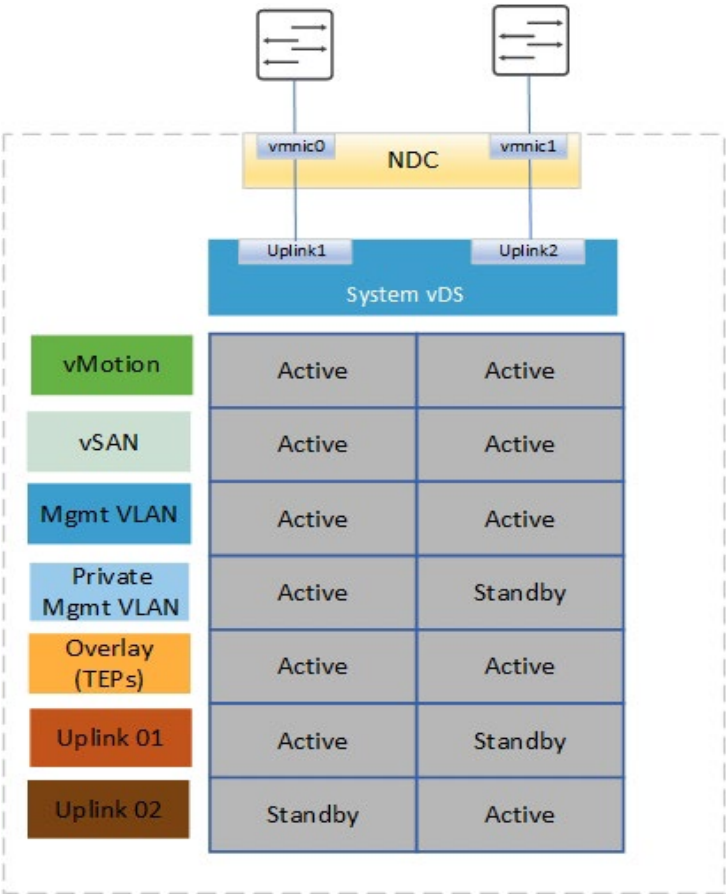 vmnic0
vmnic1
NDC
Uplink1
Uplink2
System vDS
vMotion
Active
Active
vSAN
Active
Active
Mgmt VLAN
Active
Active
Private
Mgmt VLAN
Active
Standby
Overlay
(TEPs)
Active
Active
Uplink 01
Active
Standby
Uplink 02
Standby
Active